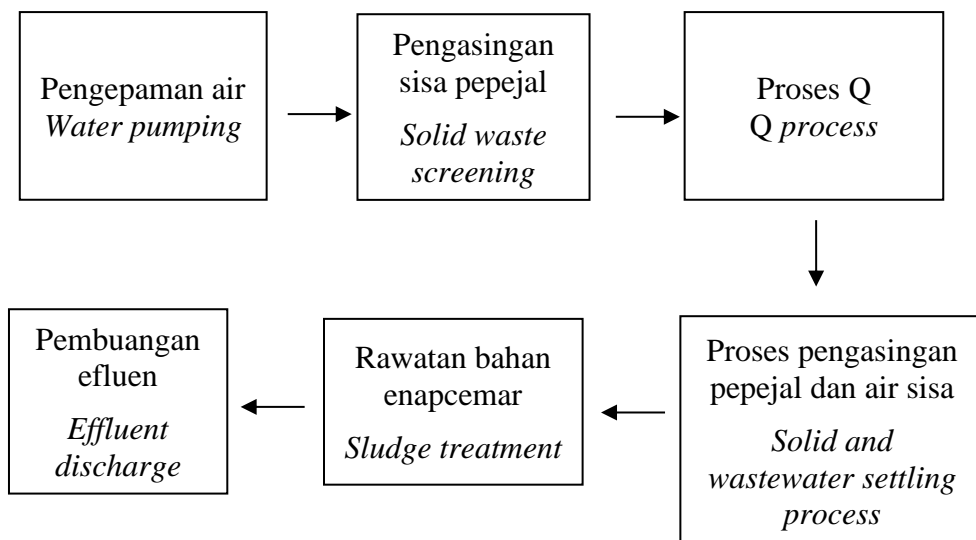 Pengepaman air
Water pumping
Pengasingan
sisa pepejal
Solid waste
screening
Proses Q
Q process
Proses pengasingan
pepejal dan air sisa
Solid and
wastewater settling
process
Rawatan bahan
enapcemar
Sludge treatment
Pembuangan
efluen
Effluent
discharge